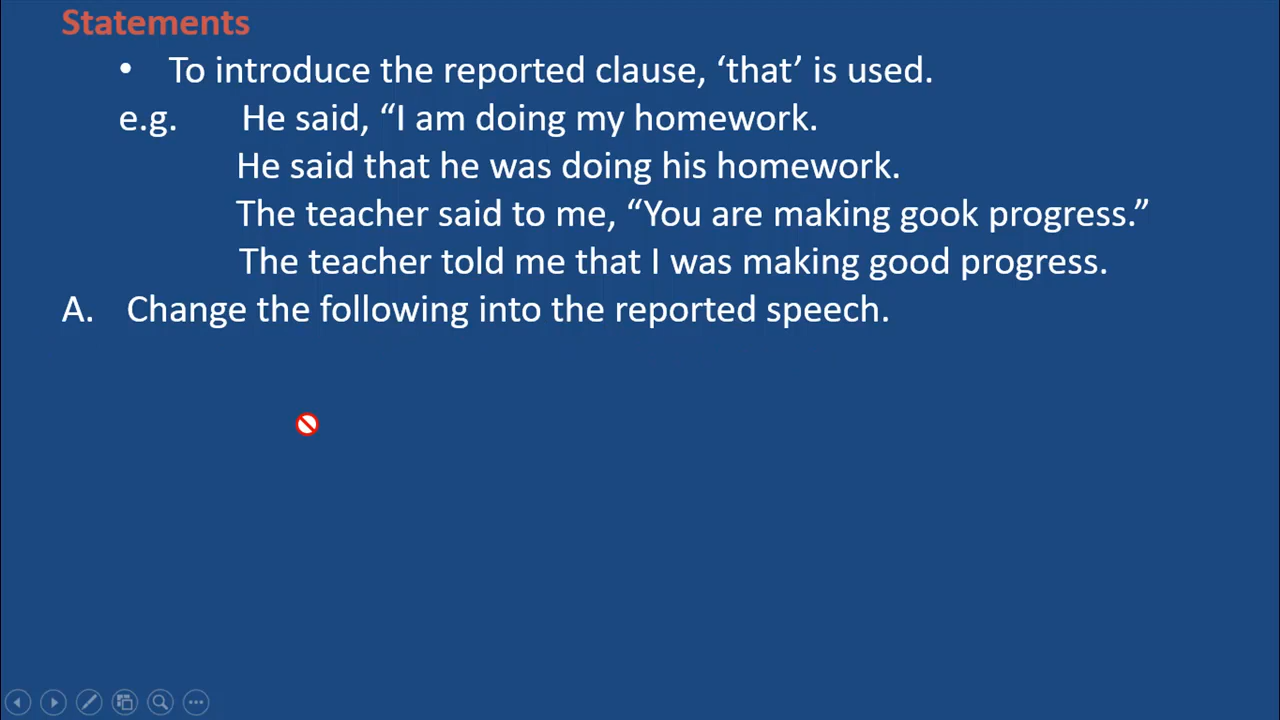 Statements
• To introduce the reported clause, ‘that’ is used.
e.g. He said, “I am doing my homework.
He said that he was doing his homework.
The teacher said to me, “You are making gook progress.”
The teacher told me that I was making good progress.
A. Change the following into the reported speech.